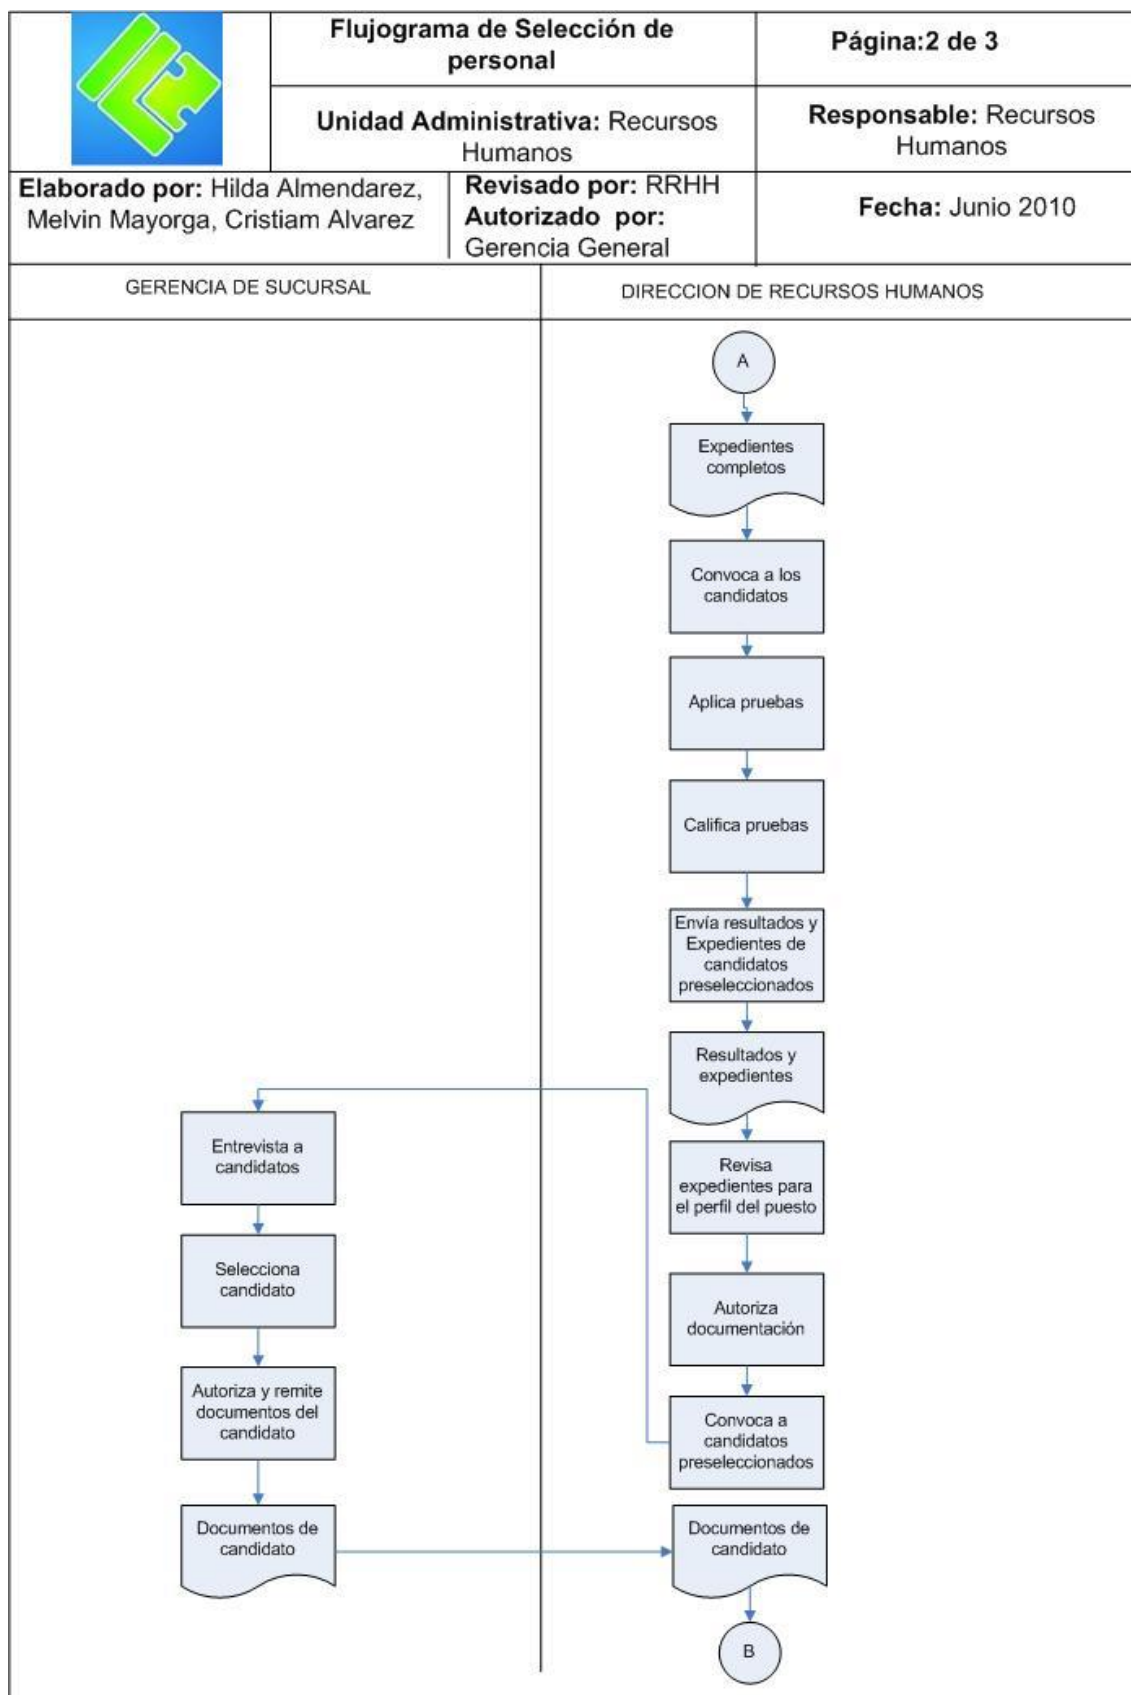 Flujograma de Selección de
personal
Página:2 de 3
Unidad Administrativa: Recursos
Humanos
Responsable: Recursos
Humanos
Elaborado por: Hilda Almendarez,
Melvin Mayorga, Cristiam Alvarez
Revisado por: RRHH
Autorizado por:
Gerencia General
Fecha: Junio 2010
GERENCIA DE SUCURSAL
DIRECCION DE RECURSOS HUMANOS
A
Expedientes
completos
Convoca a los
candidatos
Aplica pruebas
Califica pruebas
Envía resultados y
Expedientes de
candidatos
preseleccionados
Resultados y
expedientes
Revisa
expedientes para
el perfil del puesto
Autoriza
documentación
Convoca a
candidatos
preseleccionados
Entrevista a
candidatos
Selecciona
candidato
Autoriza y remite
documentos del
candidato
Documentos de
candidato
Documentos de
candidato
B